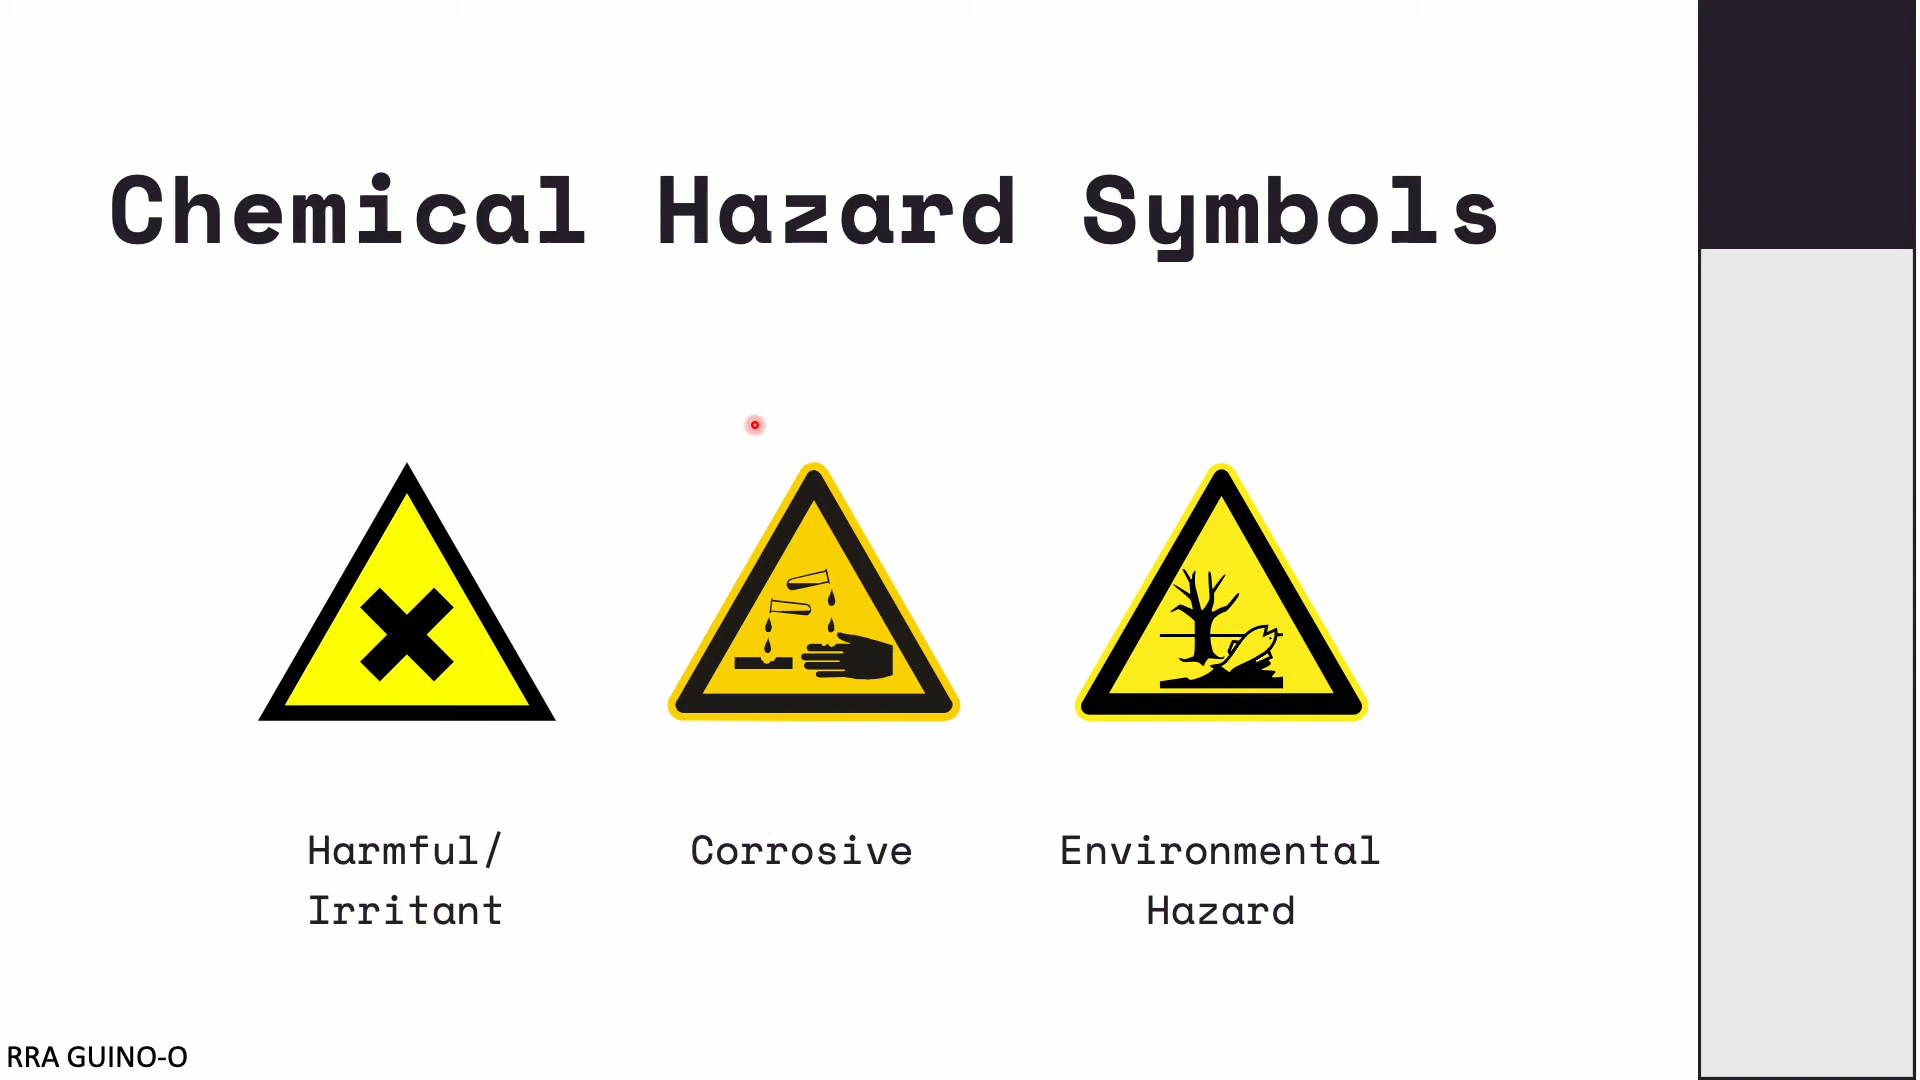 Chemical Hazard Symbols
Harmful/
Irritant
Corrosive
Environmental
Hazard
RRA GUINO-O